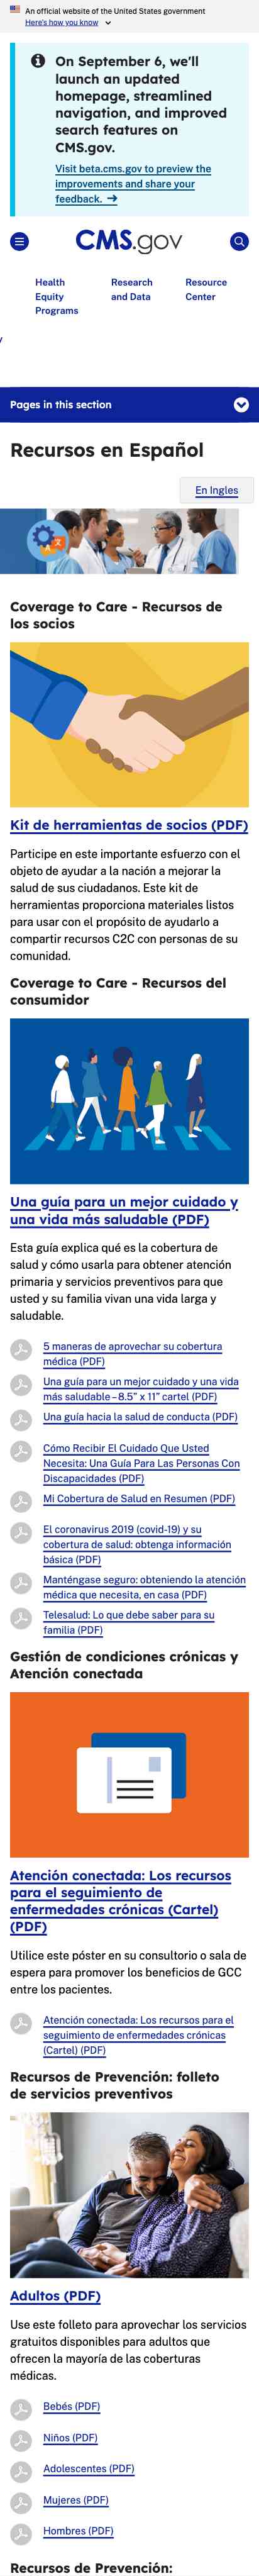 An official website of the United States government
Here's how you know
On September 6, we'll
launch an updated
homepage, streamlined
navigation, and improved
search features on
CMS.gov.
Visit beta.cms.gov to preview the
improvements and share your
feedback. →
CMS.gov
Health
Equity
Programs
Research
and Data
Resource
Center
y
Pages in this section
Recursos en Español
En Ingles
Coverage to Care - Recursos de
los socios
Kit de herramientas de socios (PDF)
Participe en este importante esfuerzo con el
objeto de ayudar a la nación a mejorar la
salud de sus ciudadanos. Este kit de
herramientas proporciona materiales listos
para usar con el propósito de ayudarlo a
compartir recursos C2C con personas de su
comunidad.
Coverage to Care - Recursos del
consumidor
Una guía para un mejor cuidado y
una vida más saludable (PDF)
Esta guía explica qué es la cobertura de
salud y cómo usarla para obtener atención
primaria y servicios preventivos para que
usted y su familia vivan una vida larga y
saludable.
5 maneras de aprovechar su cobertura
médica (PDF)
Una guía para un mejor cuidado y una vida
más saludable – 8.5” x 11” cartel (PDF)
Una guía hacia la salud de conducta (PDF)
Cómo Recibir El Cuidado Que Usted
Necesita: Una Guía Para Las Personas Con
Discapacidades (PDF)
Mi Cobertura de Salud en Resumen (PDF)
El coronavirus 2019 (covid-19) y su
cobertura de salud: obtenga información
básica (PDF)
Manténgase seguro: obteniendo la atención
médica que necesita, en casa (PDF)
Telesalud: Lo que debe saber para su
familia (PDF)
Gestión de condiciones crónicas y
Atención conectada
Atención conectada: Los recursos
para el seguimiento de
enfermedades crónicas (Cartel)
(PDF)
Utilice este póster en su consultorio o sala de
espera para promover los beneficios de GCC
entre los pacientes.
Atención conectada: Los recursos para el
seguimiento de enfermedades crónicas
(Cartel) (PDF)
Recursos de Prevención: folleto
de servicios preventivos
Adultos (PDF)
Use este folleto para aprovechar los servicios
gratuitos disponibles para adultos que
ofrecen la mayoría de las coberturas
médicas.
Bebés (PDF)
Niños (PDF)
Adolescentes (PDF)
Mujeres (PDF)
Hombres (PDF)
Recursos de Prevención: